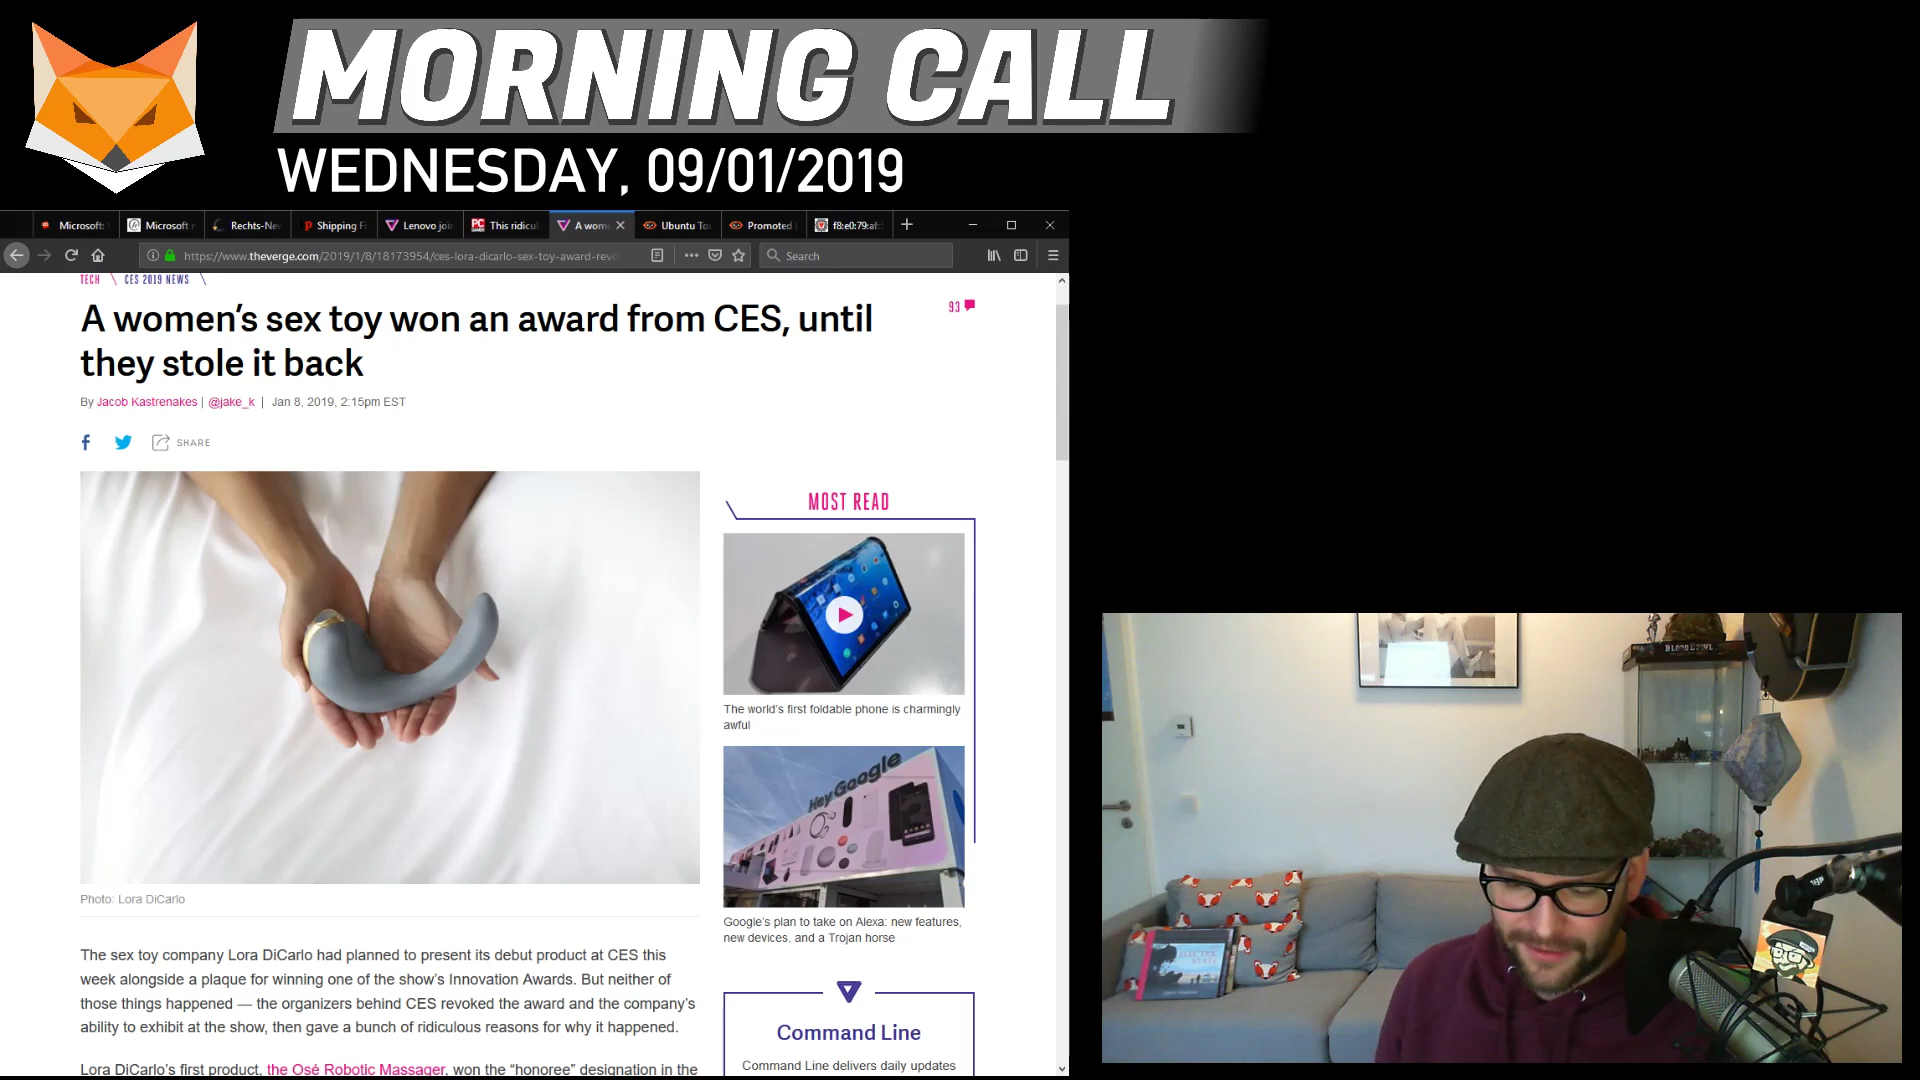 MORNING CALL
WEDNESDAY, 09/01/2019
Microsoft:
Microsoft
Rechts-Nev
Shipping Fi
Lenovo joi
This ridicul
A wom
Ubuntu To
Promoted
f8:e0:79:af:
https://www.theverge.com/2019/1/8/18173954/ces-lora-dicarlo-sex-toy-award-revo
Search
TECH
CES 2019 NEWS
A women's sex toy won an award from CES, until
they stole it back
93
By Jacob Kastrenakes | @jake_k | Jan 8, 2019, 2:15pm EST
SHARE
MOST READ
The world's first foldable phone is charmingly
awful
Hey Google
Google's plan to take on Alexa: new features,
new devices, and a Trojan horse
Photo: Lora DiCarlo
The sex toy company Lora DiCarlo had planned to present its debut product at CES this
week alongside a plaque for winning one of the show's Innovation Awards. But neither of
those things happened — the organizers behind CES revoked the award and the company's
ability to exhibit at the show, then gave a bunch of ridiculous reasons for why it happened.
Lora DiCarlo's first product, the Osé Robotic Massager, won the "honoree" designation in the
Command Line
Command Line delivers daily updates
BLOOD BOWL
ELECTRIC
STATE